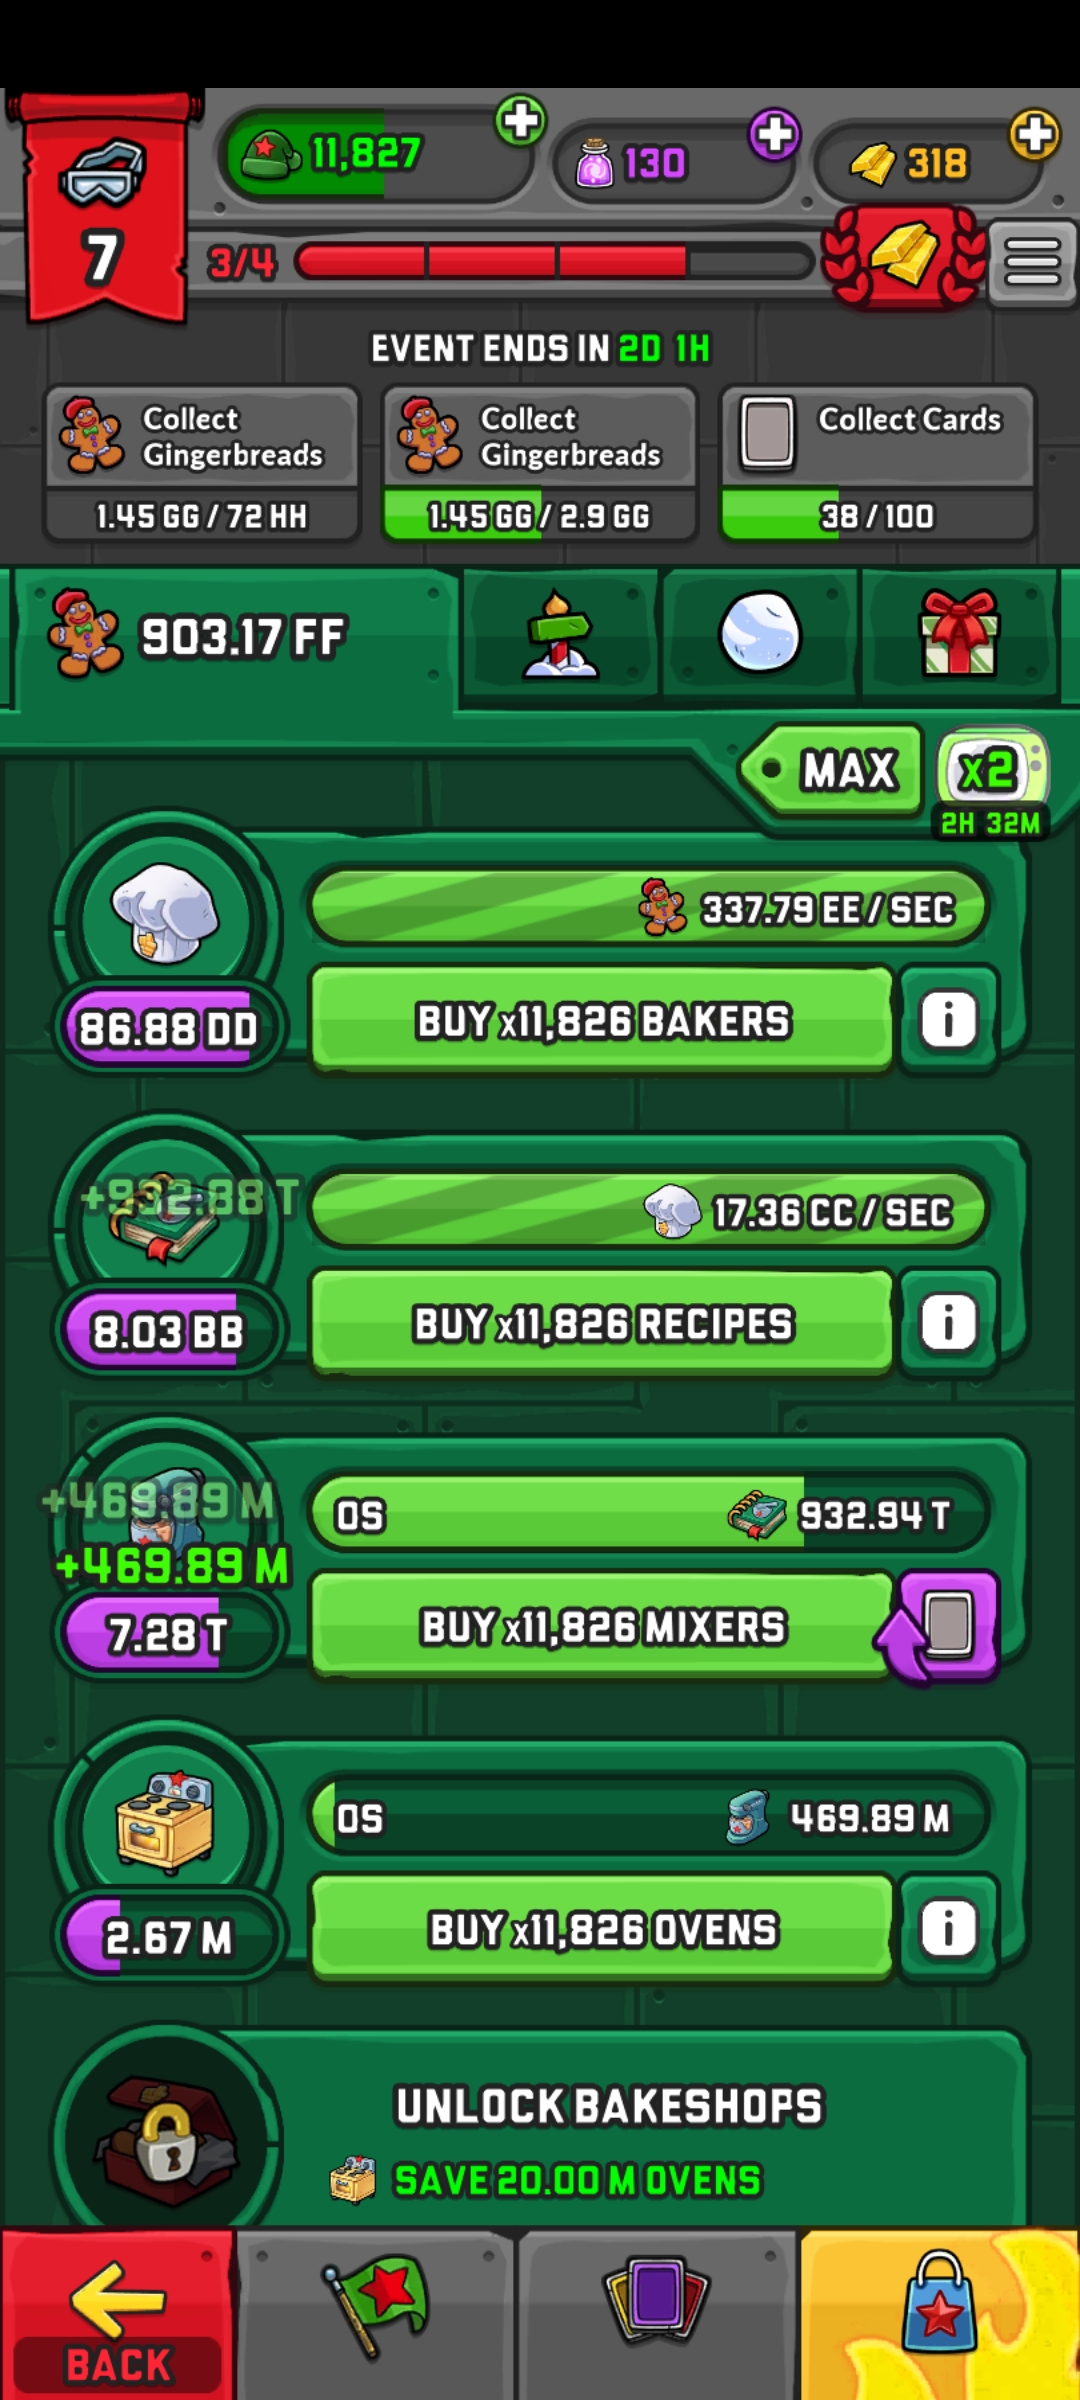 11,827
130
318
7
3/4
EVENT ENDS IN 2D 1H
Collect
Gingerbreads
1.45 GG / 72 HH
Collect
Gingerbreads
1.45 GG / 2.9 GG
Collect Cards
38 / 100
903.17 FF
MAX
x2
2H 32M
337.79 EE / SEC
86.88 DD
BUY x11,826 BAKERS
+932.88 T
17.36 CC / SEC
8.03 BB
BUY x11,826 RECIPES
+469.89 M
0S
932.94 T
+469.89 M
7.28 T
BUY x11,826 MIXERS
0S
469.89 M
2.67 M
BUY x11,826 OVENS
UNLOCK BAKESHOPS
SAVE 20.00 M OVENS
BACK